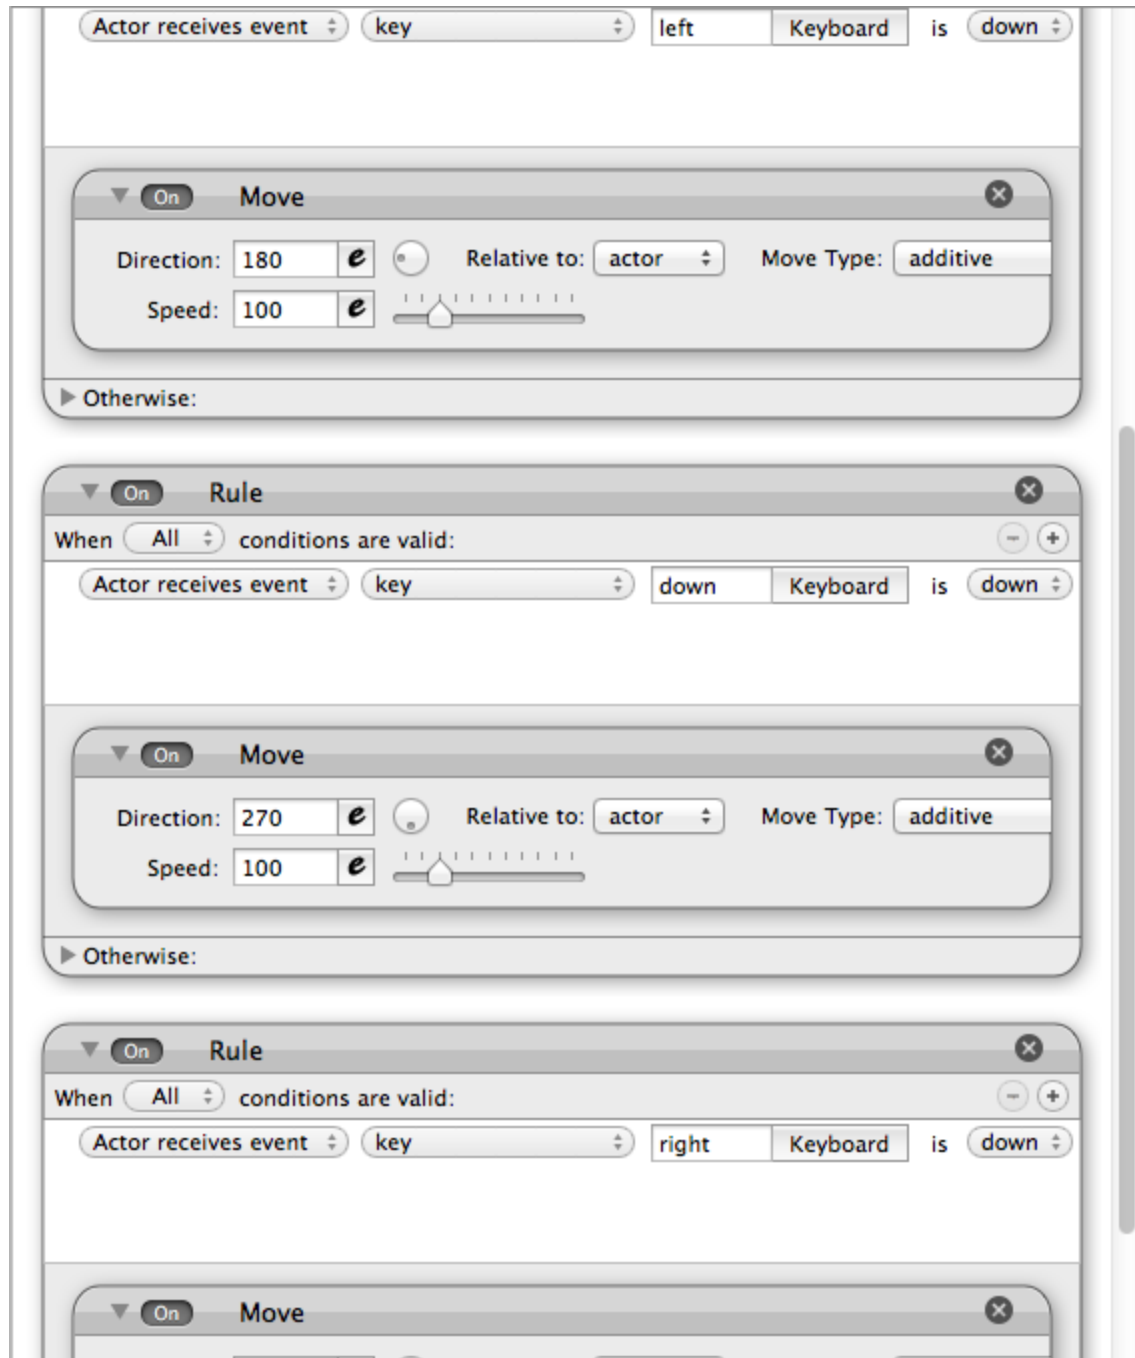 Actor receives event key left Keyboard is down
On Move
Direction: 180 e Relative to: actor Move Type: additive
Speed: 100 e
Otherwise:
On Rule
When All conditions are valid:
Actor receives event key down Keyboard is down
On Move
Direction: 270 e Relative to: actor Move Type: additive
Speed: 100 e
Otherwise:
On Rule
When All conditions are valid:
Actor receives event key right Keyboard is down
On Move